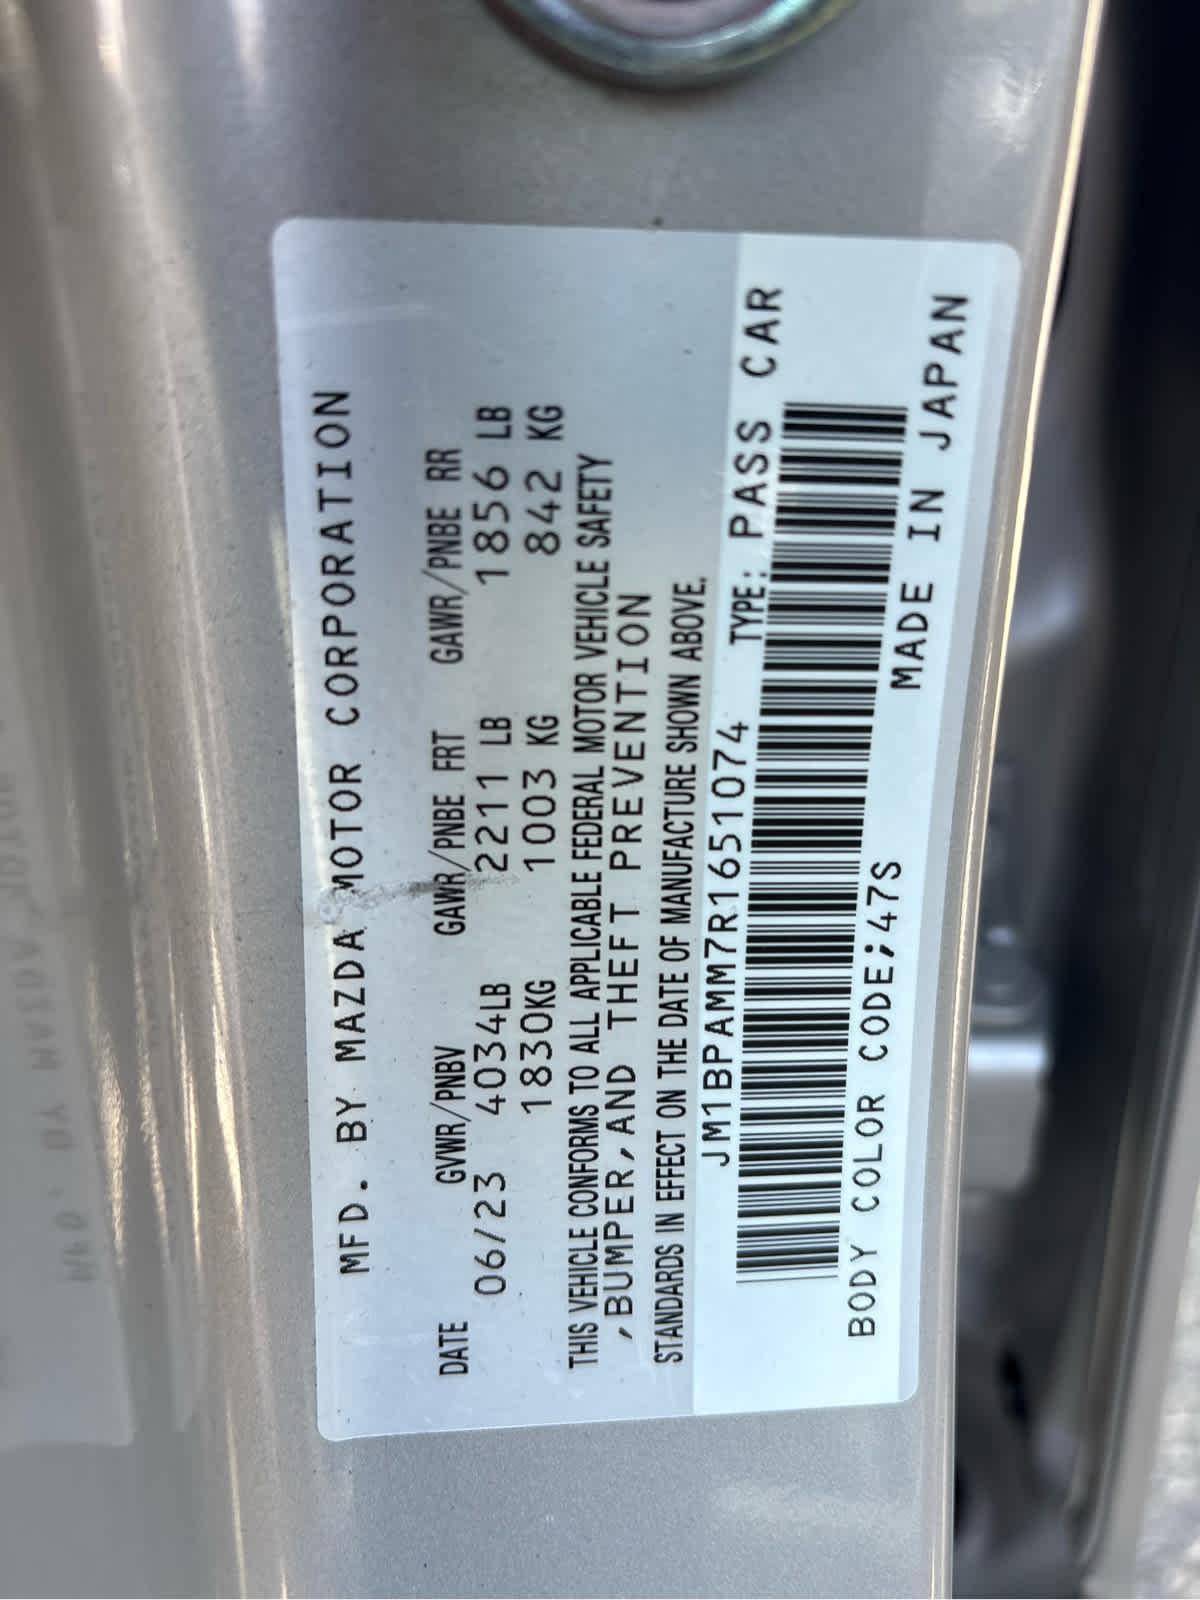 MFD. BY MAZDA MOTOR CORPORATION
DATE GVWR/PNBV GAWR/PNBE FRT GAWR/PNBE RR
06/23 4034LB 2211 LB 1856 LB
1830KG 1003 KG 842 KG
THIS VEHICLE CONFORMS TO ALL APPLICABLE FEDERAL MOTOR VEHICLE SAFETY
,BUMPER,AND THEFT PREVENTION
STANDARDS IN EFFECT ON THE DATE OF MANUFACTURE SHOWN ABOVE.
JM1BPAMM7R1651074 TYPE: PASS CAR
BODY COLOR CODE;47S MADE IN JAPAN